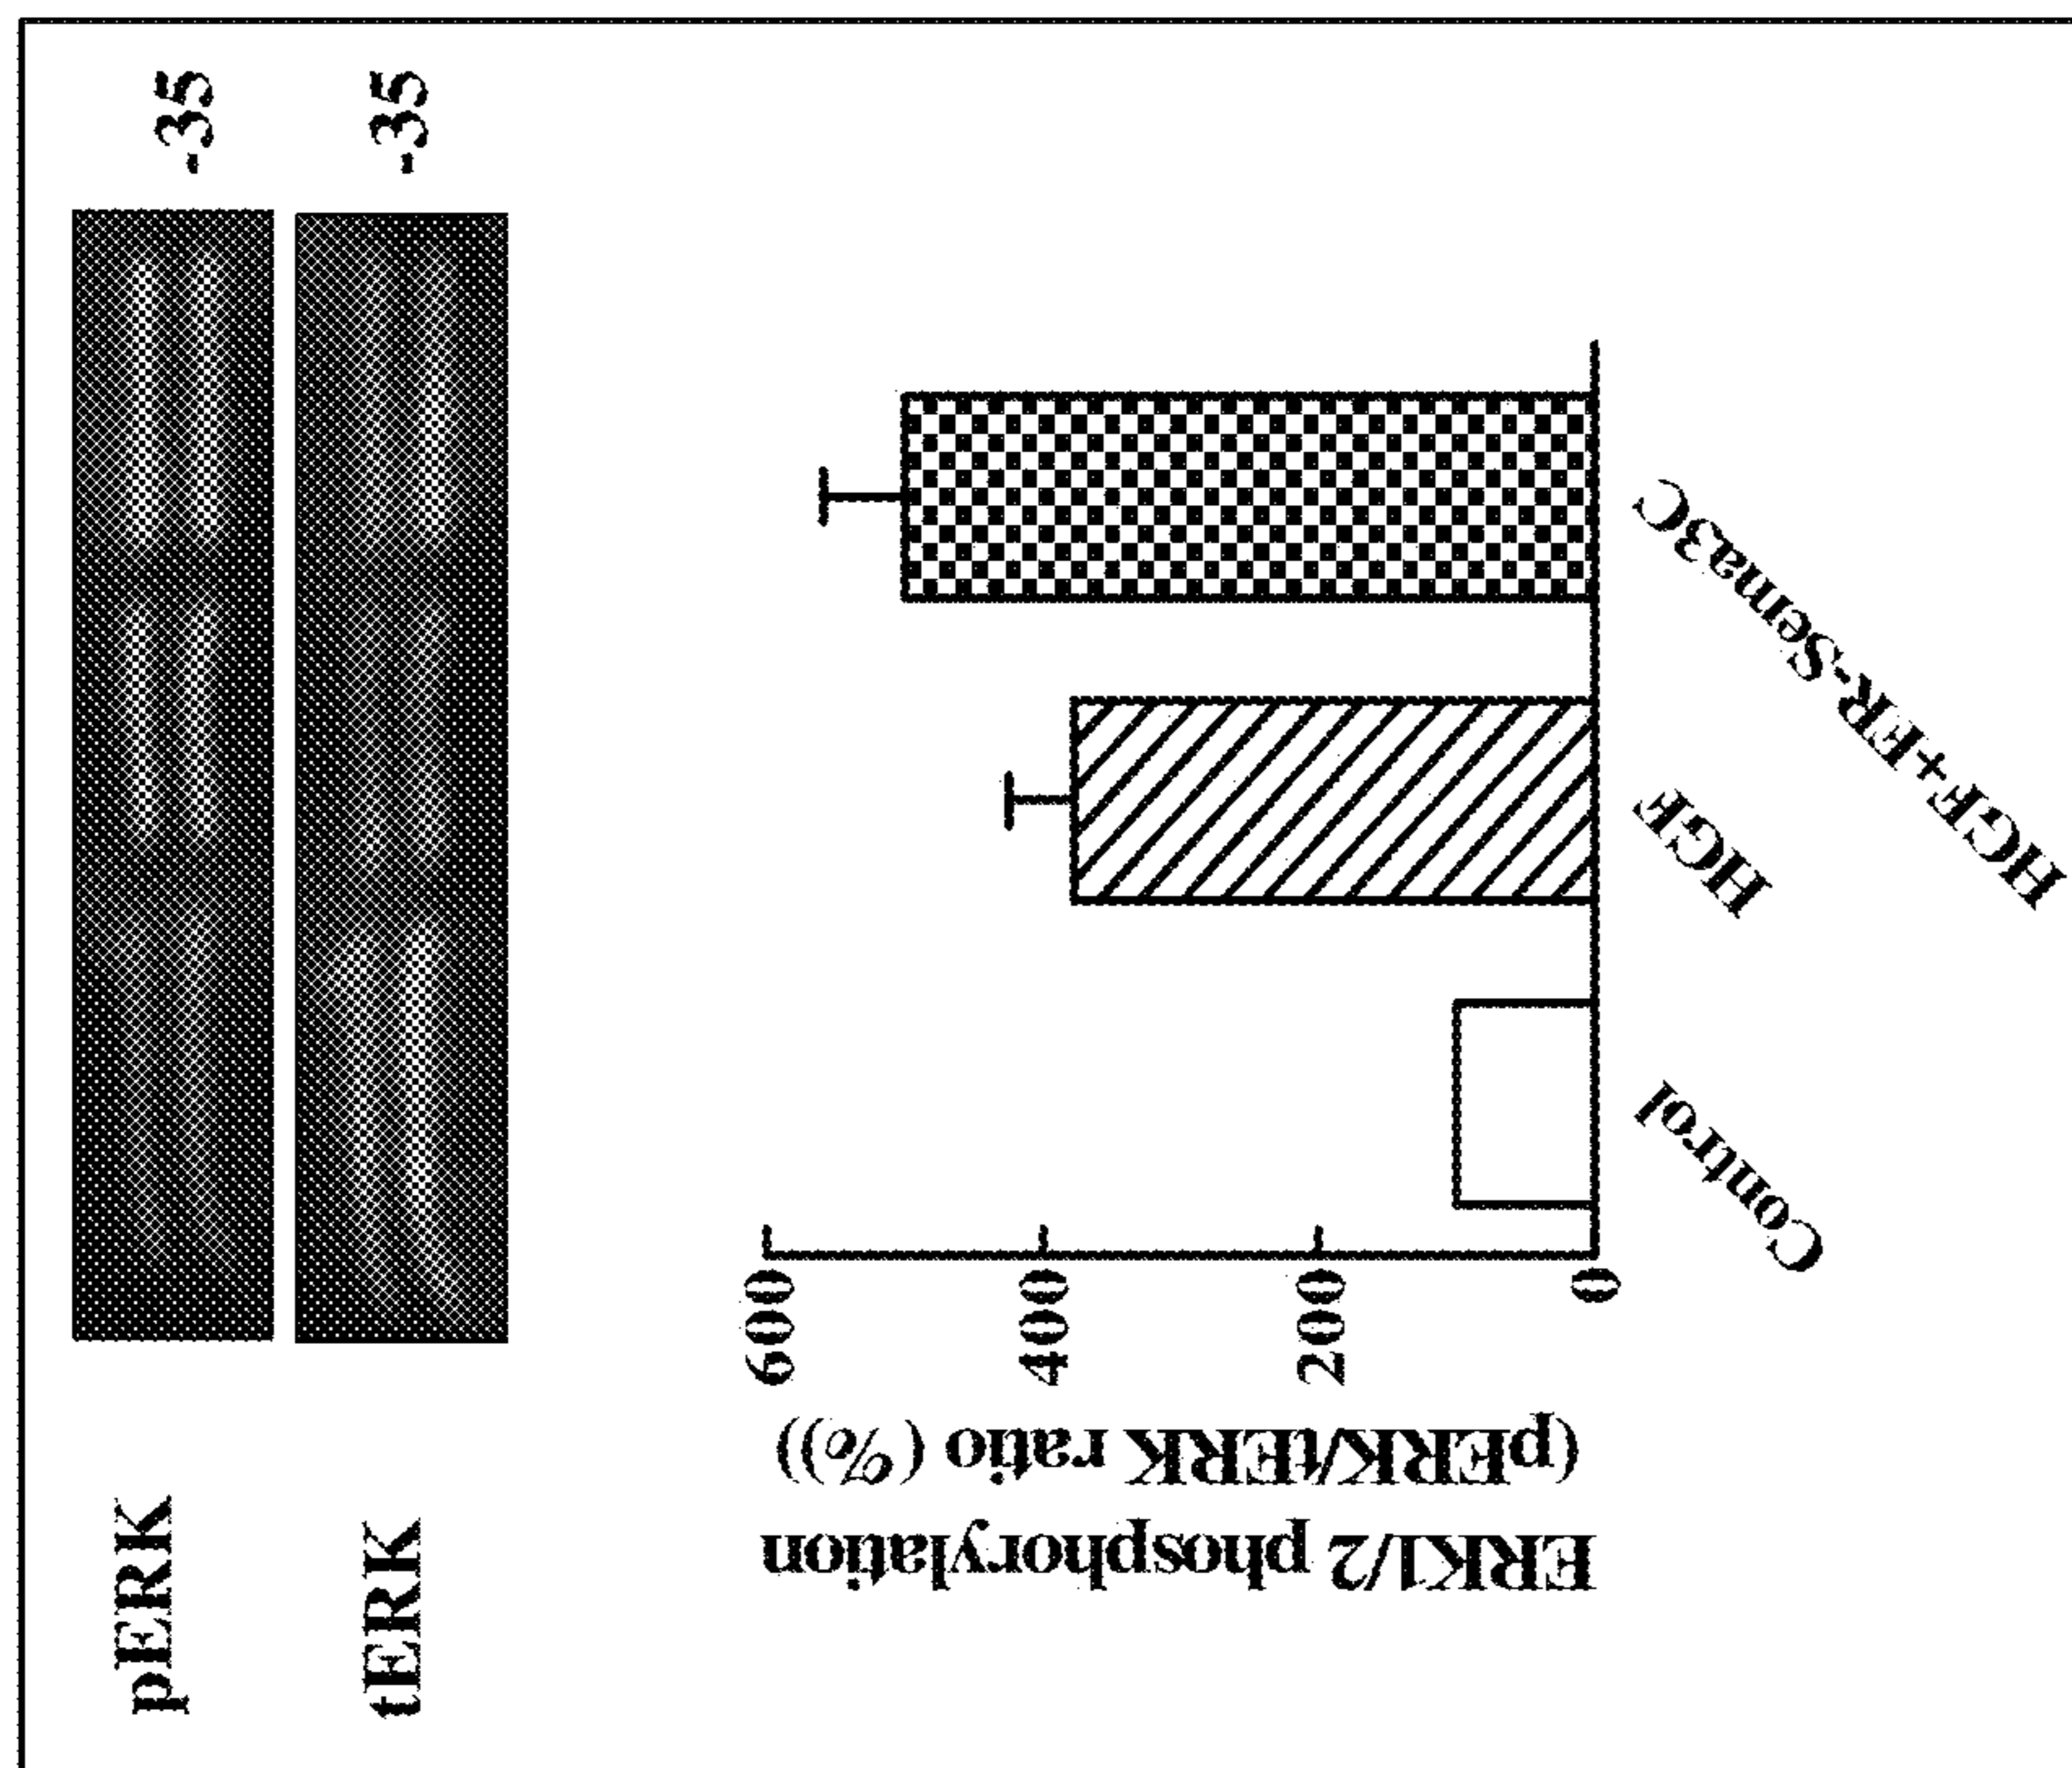 pERK -35
tERK -35
ERK1/2 phosphorylation
(pERK/tERK ratio (%))
600
400
200
0
Control
HGF
HGF+FR-Sema3C